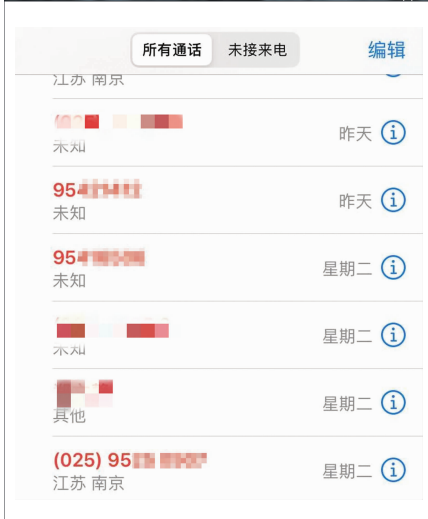 所有通话 未接来电 编辑
江苏 南京
昨天
未知
95
昨天
未知
95
星期二
未知
星期二
未知
星期二
其他
(025) 95
星期二
江苏 南京